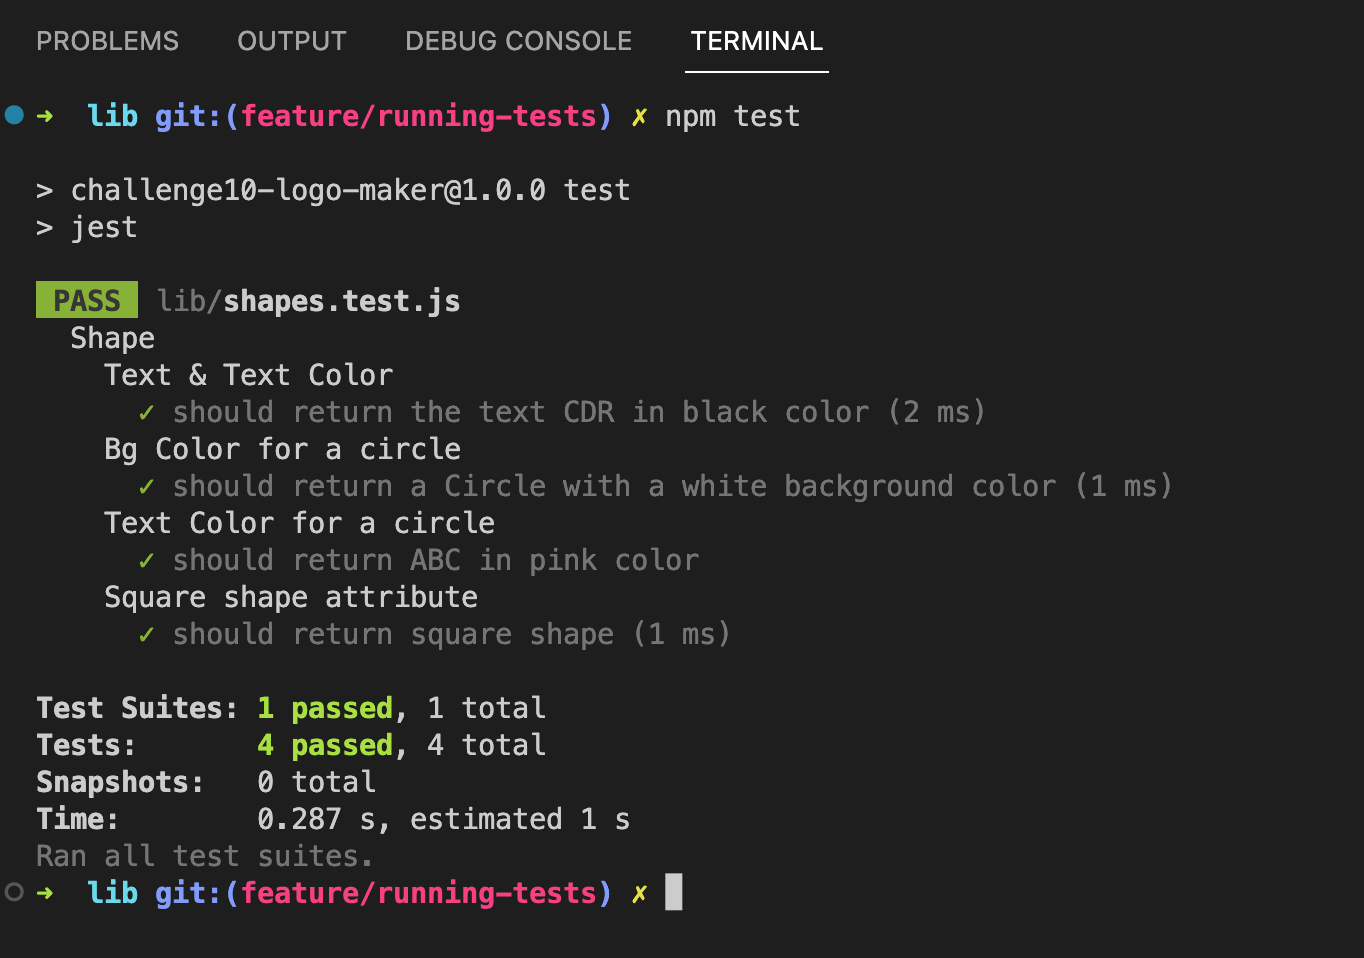 PROBLEMS OUTPUT DEBUG CONSOLE TERMINAL
➜ lib git:(feature/running-tests) ✗ npm test
> challenge10-logo-maker@1.0.0 test
> jest
PASS lib/shapes.test.js
Shape
Text & Text Color
✓ should return the text CDR in black color (2 ms)
Bg Color for a circle
✓ should return a Circle with a white background color (1 ms)
Text Color for a circle
✓ should return ABC in pink color
Square shape attribute
✓ should return square shape (1 ms)
Test Suites: 1 passed, 1 total
Tests: 4 passed, 4 total
Snapshots: 0 total
Time: 0.287 s, estimated 1 s
Ran all test suites.
➜ lib git:(feature/running-tests) ✗